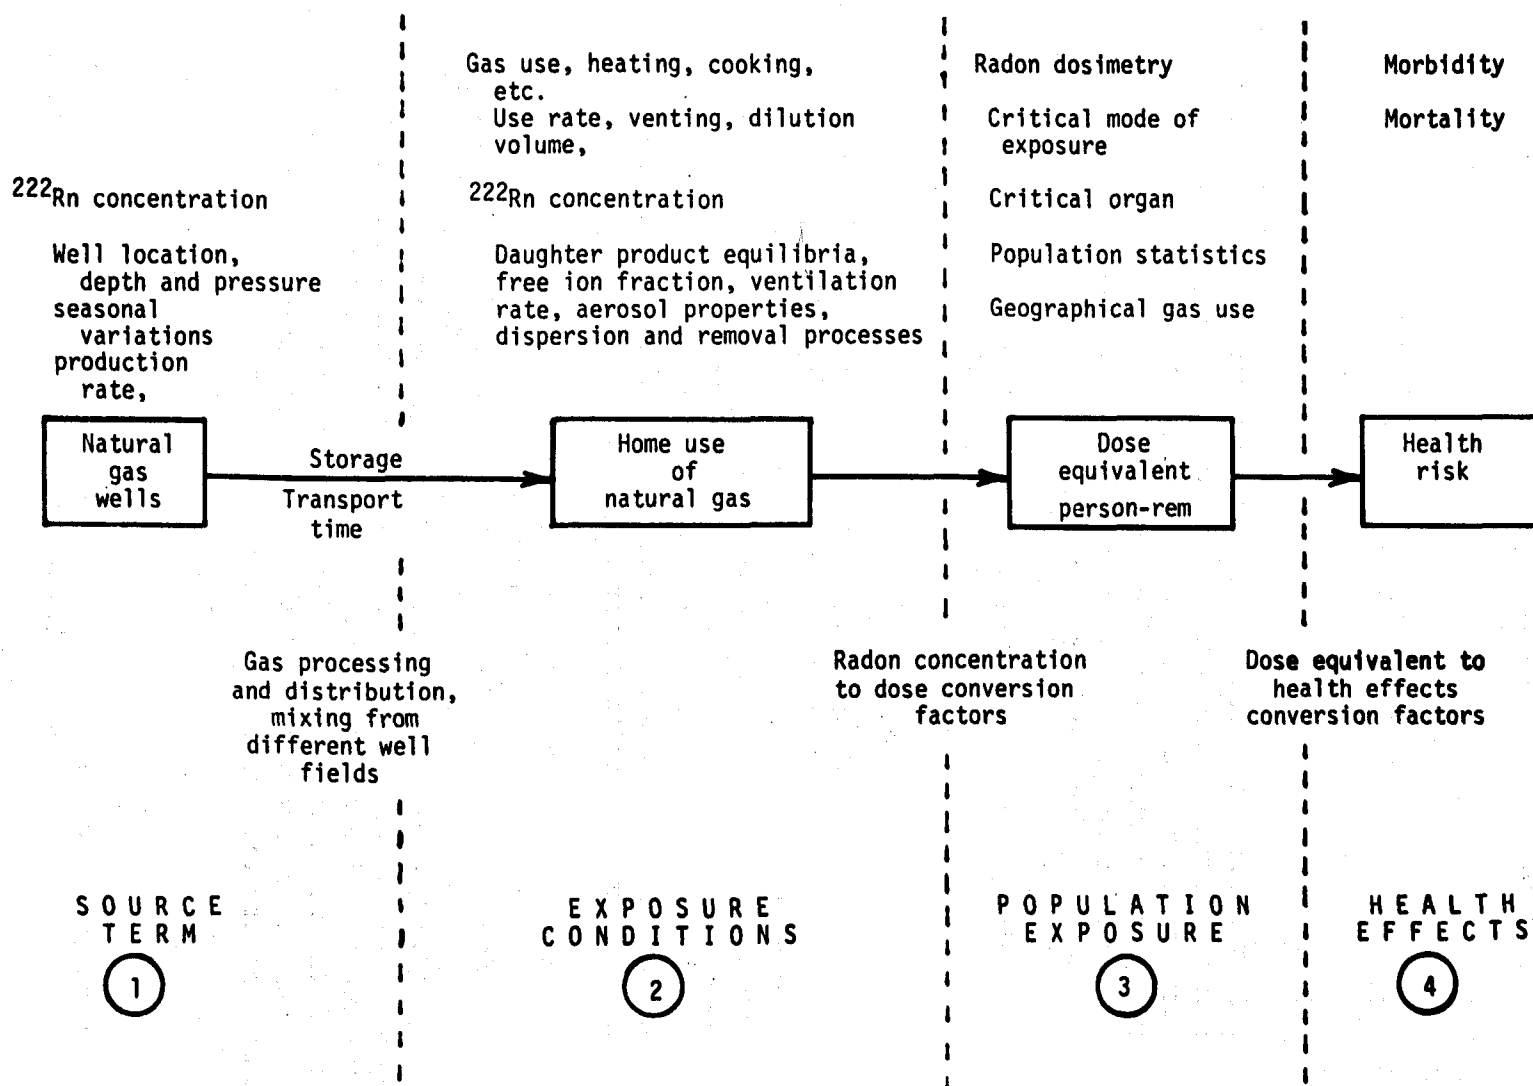 222Rn concentration
Well location,
depth and pressure
seasonal
variations
production
rate,
Gas use, heating, cooking,
etc.
Use rate, venting, dilution
volume,
222Rn concentration
Daughter product equilibria,
free ion fraction, ventilation
rate, aerosol properties,
dispersion and removal processes
Radon dosimetry
Critical mode of
exposure
Critical organ
Population statistics
Geographical gas use
Morbidity
Mortality
Natural
gas
wells
Storage
Transport
time
Home use
of
natural gas
Dose
equivalent
person-rem
Health
risk
Gas processing
and distribution,
mixing from
different well
fields
Radon concentration
to dose conversion
factors
Dose equivalent to
health effects
conversion factors
SOURCE
TERM
1
EXPOSURE
CONDITIONS
2
POPULATION
EXPOSURE
3
HEALTH
EFFECTS
4